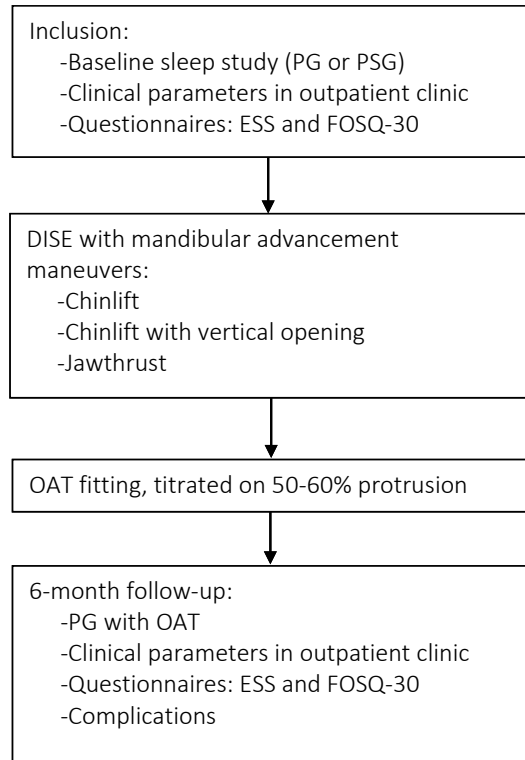 Inclusion:
-Baseline sleep study (PG or PSG)
-Clinical parameters in outpatient clinic
-Questionnaires: ESS and FOSQ-30
DISE with mandibular advancement
maneuvers:
-Chinlift
-Chinlift with vertical opening
-Jawthrust
OAT fitting, titrated on 50-60% protrusion
6-month follow-up:
-PG with OAT
-Clinical parameters in outpatient clinic
-Questionnaires: ESS and FOSQ-30
-Complications